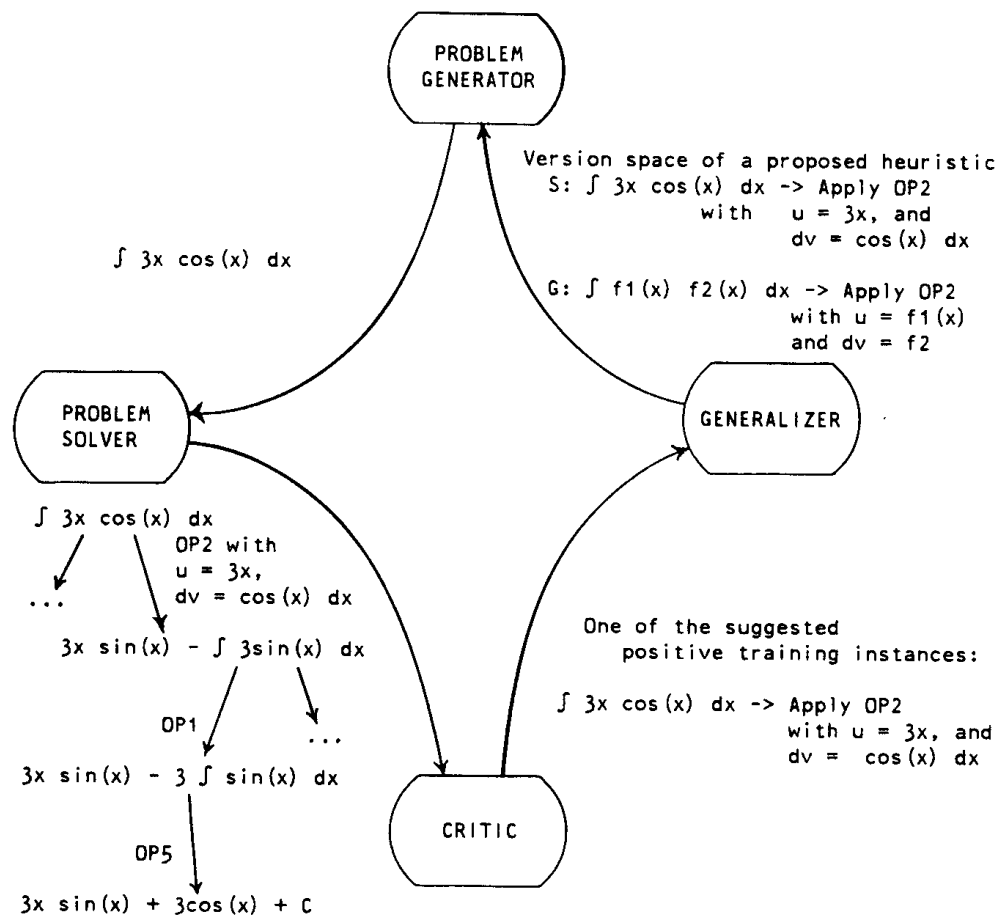 PROBLEM
GENERATOR
Version space of a proposed heuristic
S: ∫ 3x cos(x) dx -> Apply OP2
with u = 3x, and
dv = cos(x) dx
∫ 3x cos(x) dx
G: ∫ f1(x) f2(x) dx -> Apply OP2
with u = f1(x)
and dv = f2
PROBLEM
SOLVER
GENERALIZER
∫ 3x cos(x) dx
OP2 with
u = 3x,
dv = cos(x) dx
...
3x sin(x) - ∫ 3sin(x) dx
OP1
...
3x sin(x) - 3 ∫ sin(x) dx
OP5
3x sin(x) + 3cos(x) + C
One of the suggested
positive training instances:
∫ 3x cos(x) dx -> Apply OP2
with u = 3x, and
dv = cos(x) dx
CRITIC